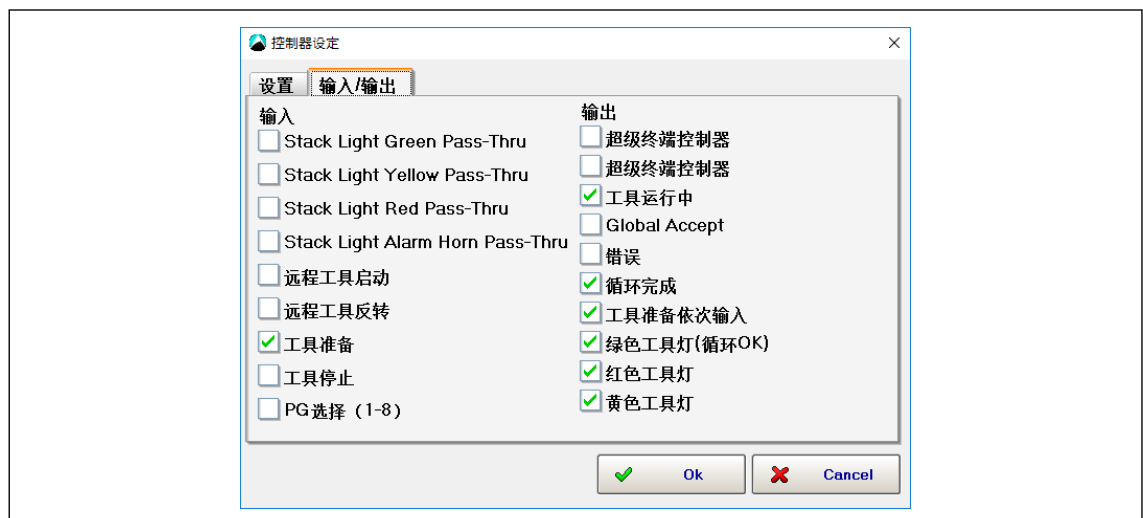 控制器设定
设置
输入/输出
输入
Stack Light Green Pass-Thru
Stack Light Yellow Pass-Thru
Stack Light Red Pass-Thru
Stack Light Alarm Horn Pass-Thru
远程工具启动
远程工具反转
工具准备
工具停止
PG选择（1-8）
输出
超级终端控制器
超级终端控制器
工具运行中
Global Accept
错误
循环完成
工具准备依次输入
绿色工具灯(循环OK)
红色工具灯
黄色工具灯
Ok
Cancel